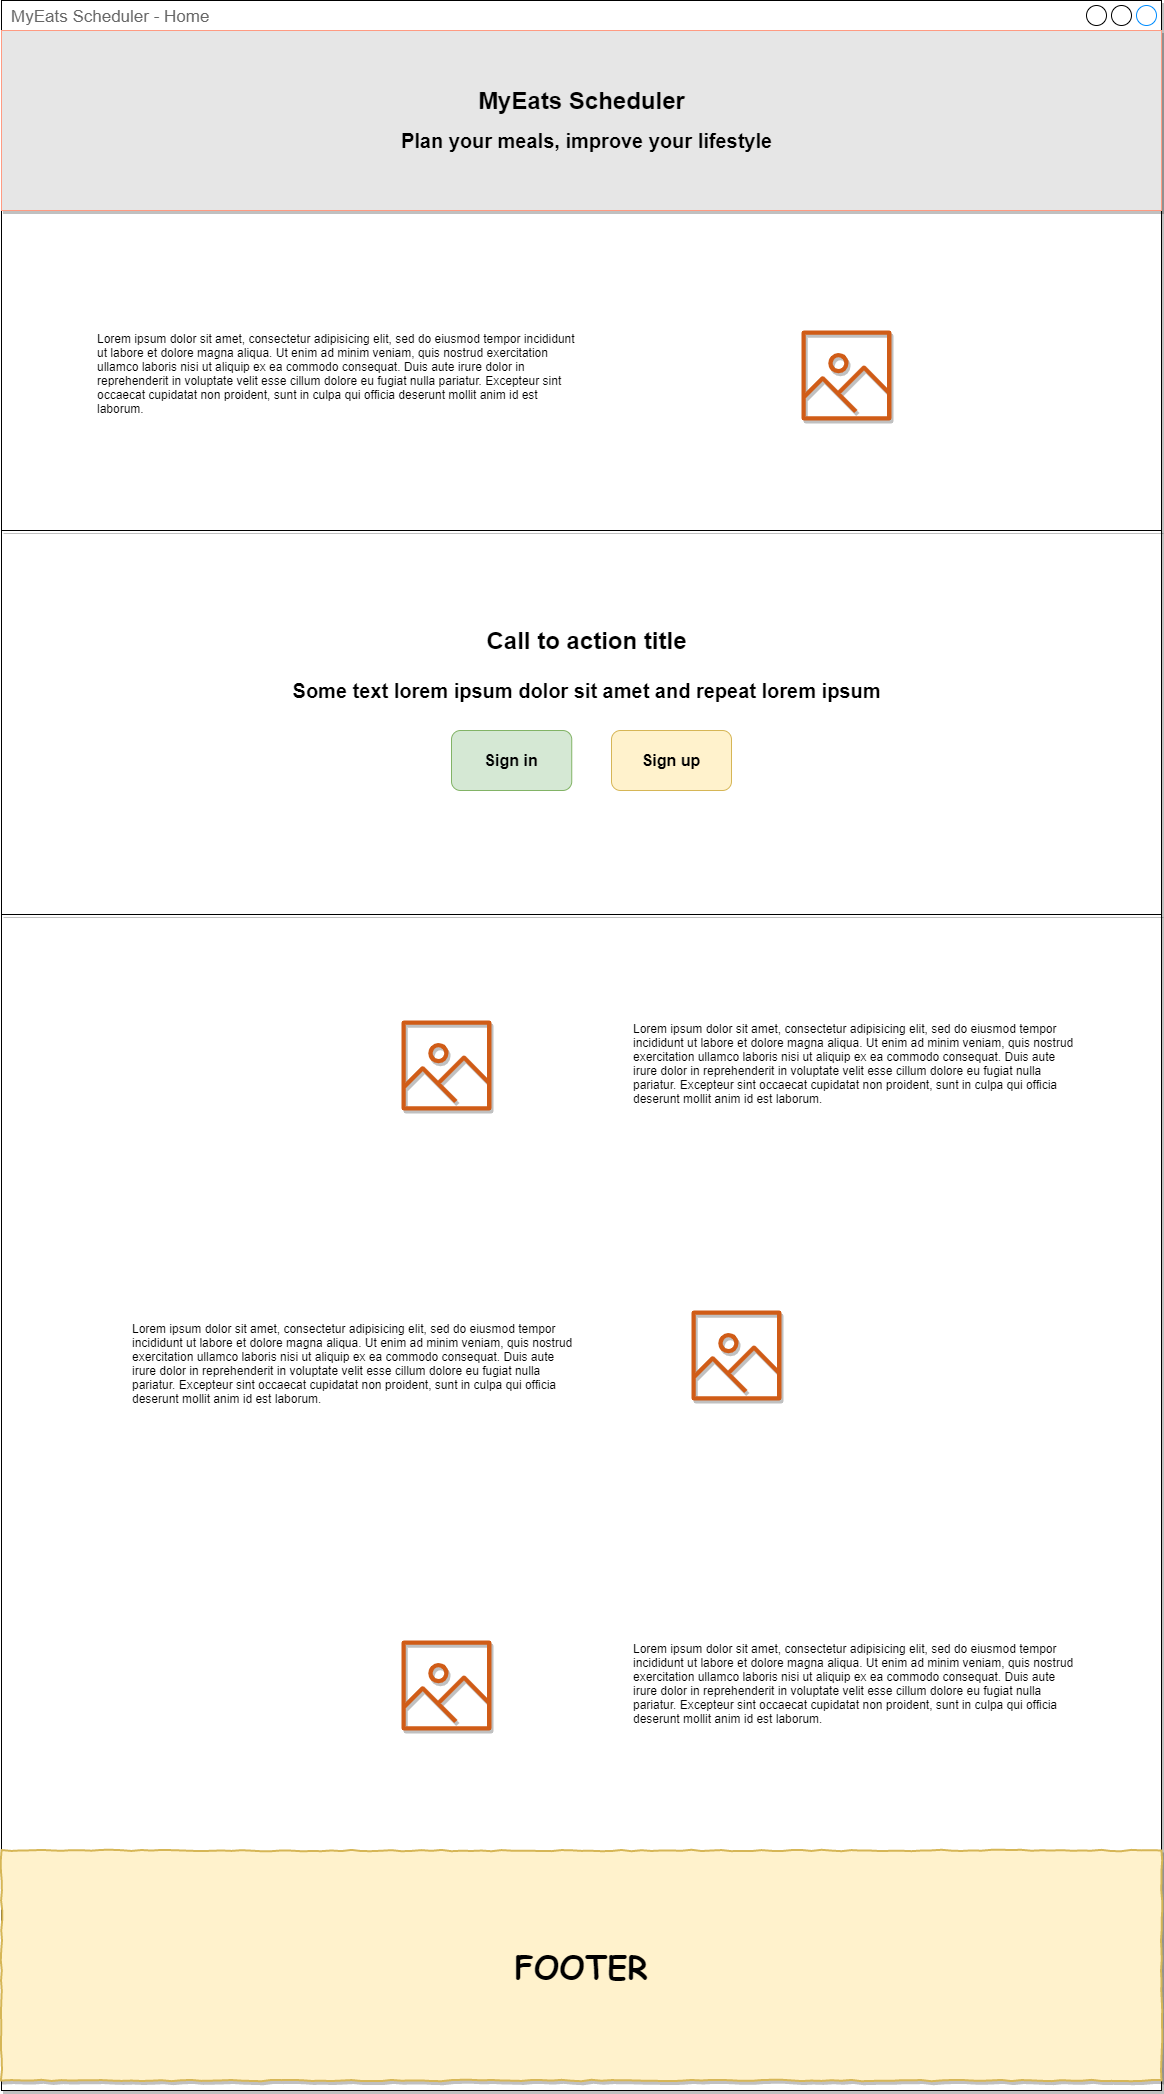 MyEats Scheduler - Home
MyEats Scheduler
Plan your meals, improve your lifestyle
Lorem ipsum dolor sit amet, consectetur adipisicing elit, sed do eiusmod tempor incididunt
ut labore et dolore magna aliqua. Ut enim ad minim veniam, quis nostrud exercitation
ullamco laboris nisi ut aliquip ex ea commodo consequat. Duis aute irure dolor in
reprehenderit in voluptate velit esse cillum dolore eu fugiat nulla pariatur. Excepteur sint
occaecat cupidatat non proident, sunt in culpa qui officia deserunt mollit anim id est
laborum.
Call to action title
Some text lorem ipsum dolor sit amet and repeat lorem ipsum
Sign in
Sign up
Lorem ipsum dolor sit amet, consectetur adipisicing elit, sed do eiusmod tempor
incididunt ut labore et dolore magna aliqua. Ut enim ad minim veniam, quis nostrud
exercitation ullamco laboris nisi ut aliquip ex ea commodo consequat. Duis aute
irure dolor in reprehenderit in voluptate velit esse cillum dolore eu fugiat nulla
pariatur. Excepteur sint occaecat cupidatat non proident, sunt in culpa qui officia
deserunt mollit anim id est laborum.
Lorem ipsum dolor sit amet, consectetur adipisicing elit, sed do eiusmod tempor
incididunt ut labore et dolore magna aliqua. Ut enim ad minim veniam, quis nostrud
exercitation ullamco laboris nisi ut aliquip ex ea commodo consequat. Duis aute
irure dolor in reprehenderit in voluptate velit esse cillum dolore eu fugiat nulla
pariatur. Excepteur sint occaecat cupidatat non proident, sunt in culpa qui officia
deserunt mollit anim id est laborum.
Lorem ipsum dolor sit amet, consectetur adipisicing elit, sed do eiusmod tempor
incididunt ut labore et dolore magna aliqua. Ut enim ad minim veniam, quis nostrud
exercitation ullamco laboris nisi ut aliquip ex ea commodo consequat. Duis aute
irure dolor in reprehenderit in voluptate velit esse cillum dolore eu fugiat nulla
pariatur. Excepteur sint occaecat cupidatat non proident, sunt in culpa qui officia
deserunt mollit anim id est laborum.
FOOTER